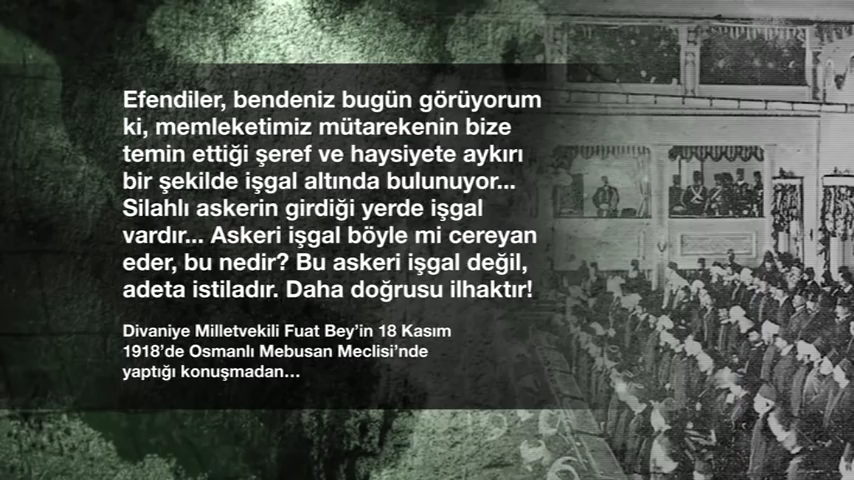 Efendiler, bendeniz bugün görüyorum
ki, memleketimiz mütarekenin bize
temin ettiği şeref ve haysiyete aykırı
bir şekilde işgal altında bulunuyor...
Silahlı askerin girdiği yerde işgal
vardır... Askeri işgal böyle mi cereyan
eder, bu nedir? Bu askeri işgal değil,
adeta istiladır. Daha doğrusu ilhaktır!
Divaniye Milletvekili Fuat Bey'in 18 Kasım
1918'de Osmanlı Mebusan Meclisi'nde
yaptığı konuşmadan...